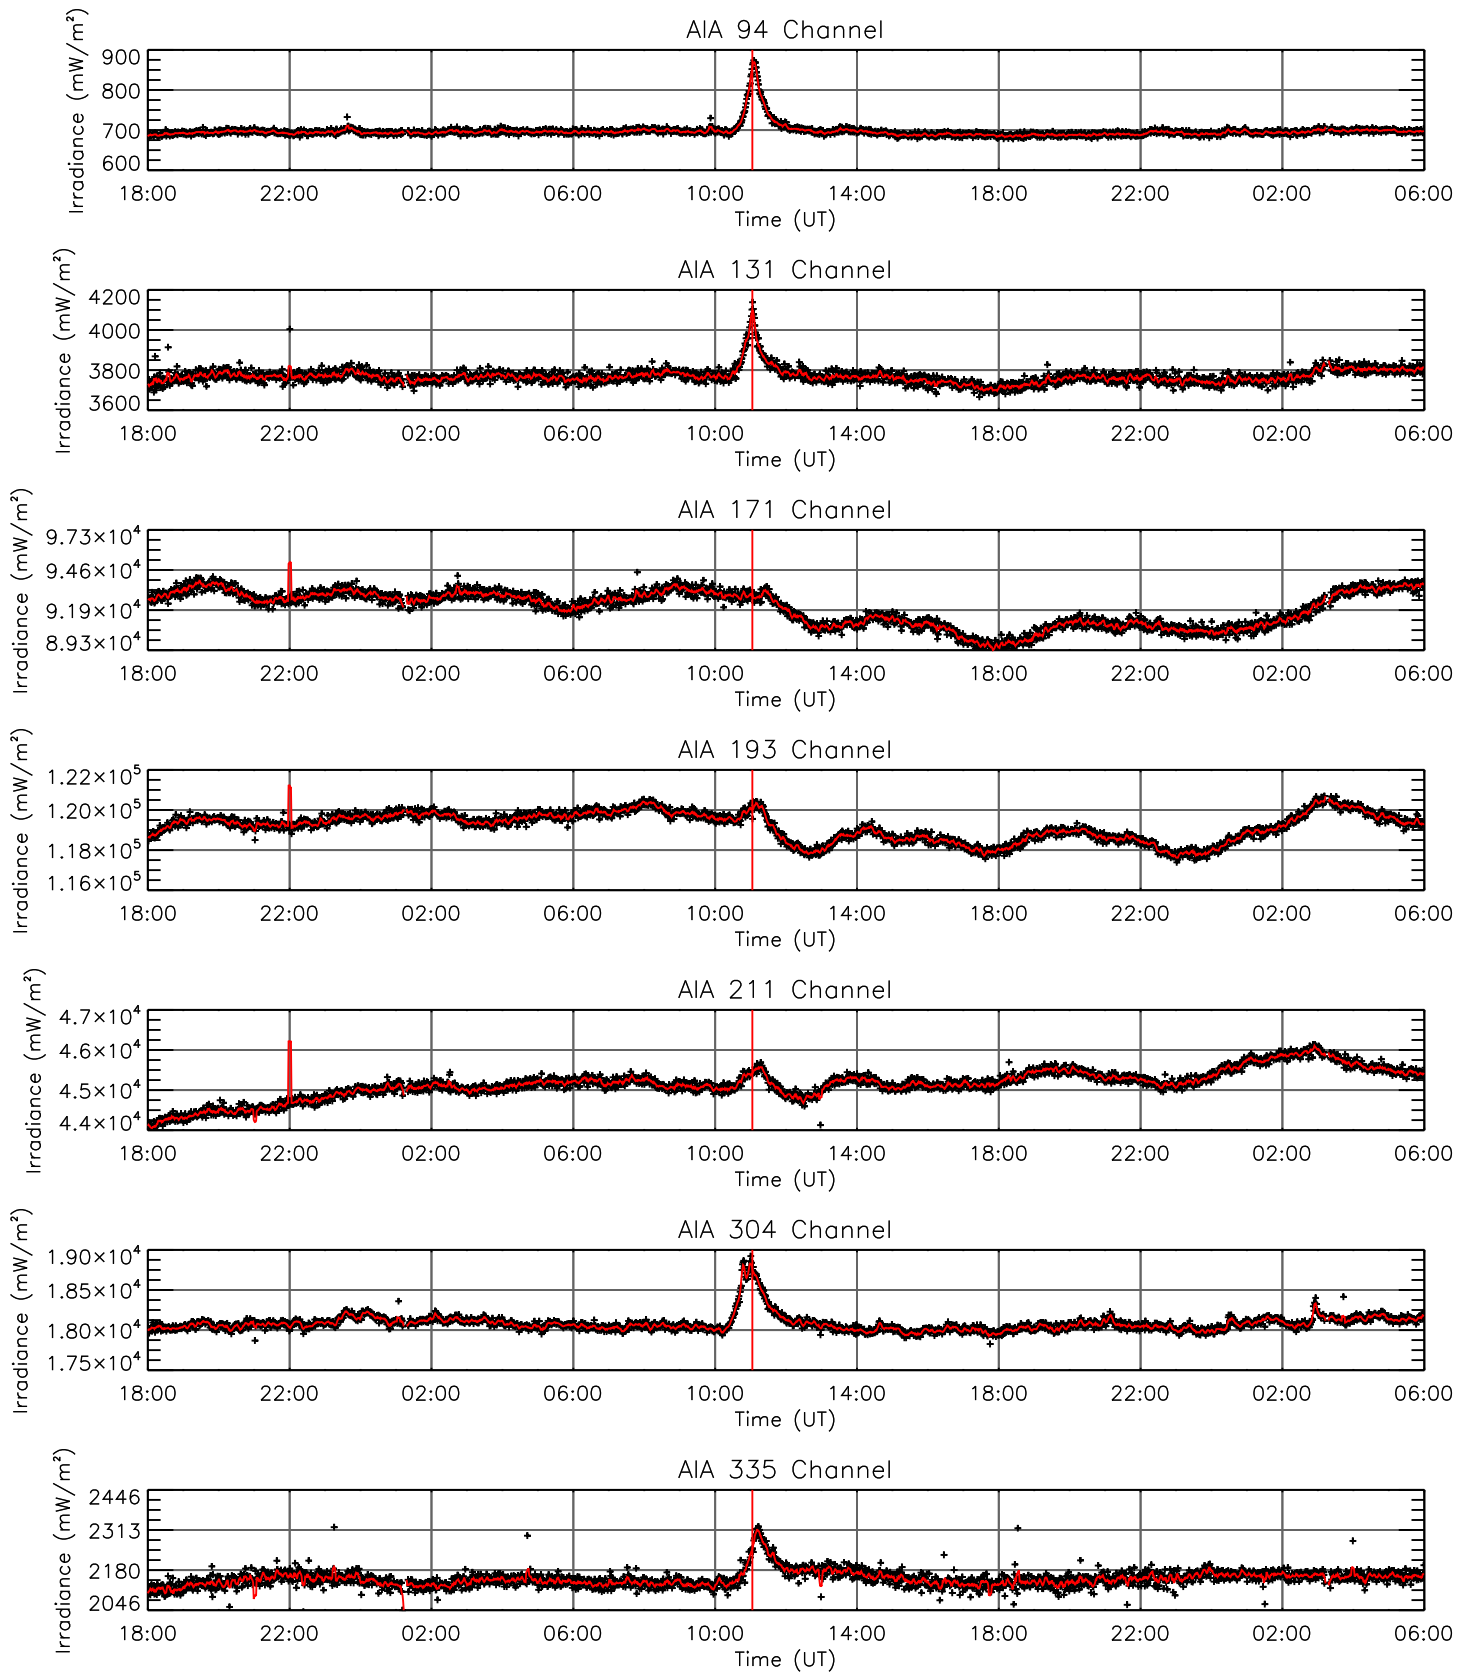 AIA 94 Channel
Irradiance (mW/m²)
900
800
700
600
18:00 22:00 02:00 06:00 10:00 14:00 18:00 22:00 02:00 06:00
Time (UT)
AIA 131 Channel
Irradiance (mW/m²)
4200
4000
3800
3600
18:00 22:00 02:00 06:00 10:00 14:00 18:00 22:00 02:00 06:00
Time (UT)
AIA 171 Channel
Irradiance (mW/m²)
9.73×10⁴
9.46×10⁴
9.19×10⁴
8.93×10⁴
18:00 22:00 02:00 06:00 10:00 14:00 18:00 22:00 02:00 06:00
Time (UT)
AIA 193 Channel
Irradiance (mW/m²)
1.22×10⁵
1.20×10⁵
1.18×10⁵
1.16×10⁵
18:00 22:00 02:00 06:00 10:00 14:00 18:00 22:00 02:00 06:00
Time (UT)
AIA 211 Channel
Irradiance (mW/m²)
4.7×10⁴
4.6×10⁴
4.5×10⁴
4.4×10⁴
18:00 22:00 02:00 06:00 10:00 14:00 18:00 22:00 02:00 06:00
Time (UT)
AIA 304 Channel
Irradiance (mW/m²)
1.90×10⁴
1.85×10⁴
1.80×10⁴
1.75×10⁴
18:00 22:00 02:00 06:00 10:00 14:00 18:00 22:00 02:00 06:00
Time (UT)
AIA 335 Channel
Irradiance (mW/m²)
2446
2313
2180
2046
18:00 22:00 02:00 06:00 10:00 14:00 18:00 22:00 02:00 06:00
Time (UT)